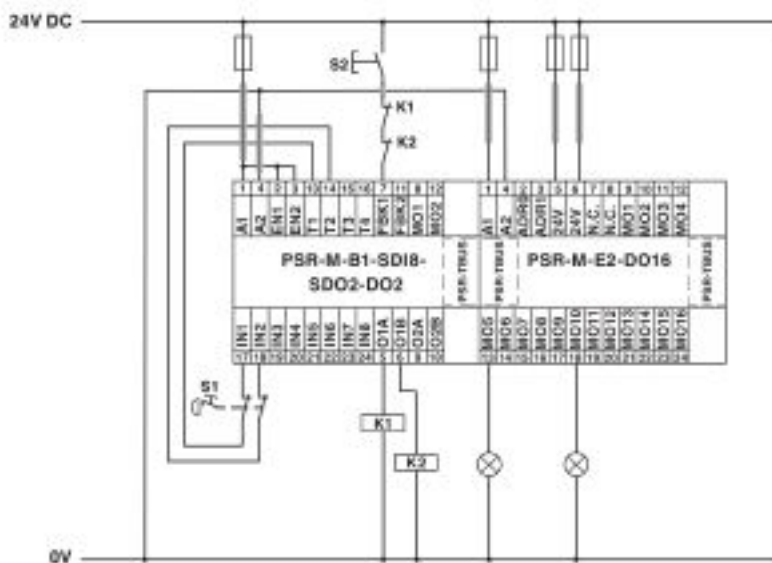 24V DC
S2
K1
K2
1 4 2 3 13 14 15 16 7 11 8 12
A1 A2 EN1 EN2 T1 T2 T3 T4 FBK1 FBK2 MO1 MO2
1 4 2 3 5 6 7 8 9 10 11 12
A1 A2 ADR0 ADR1 24V 24V N.C. N.C. MO1 MO2 MO3 MO4
PSR-M-B1-SDI8-
SDO2-DO2
PSR-TBUS
PSR-TBUS
PSR-M-E2-DO16
PSR-TBUS
IN1 IN2 IN3 IN4 IN5 IN6 IN7 IN8 O1A O1B O2A O2B
17 18 19 20 21 22 23 24 5 6 9 10
MO5 MO6 MO7 MO8 MO9 MO10 MO11 MO12 MO13 MO14 MO15 MO16
13 14 15 16 17 18 19 20 21 22 23 24
S1
K1
K2
0V